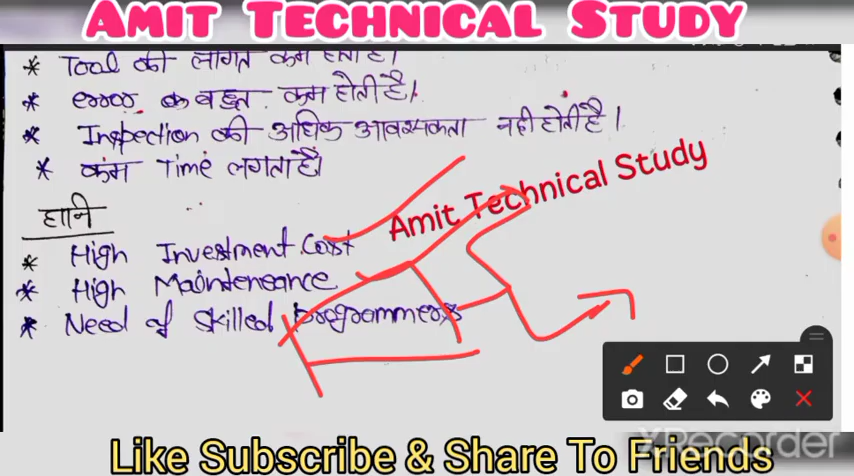 AMIT TECHNICAL STUDY
* Tool की लागत कम होती है।
* error क बहुत कम होती है।
* Inspection की अधिक आवश्यकता नही होती है।
* कम Time लगता है।
हानि
* High Investment Cost
* High Maintenance
* Need of Skilled programmers
Amit Technical Study
Like Subscribe & Share To Friends
XRecorder